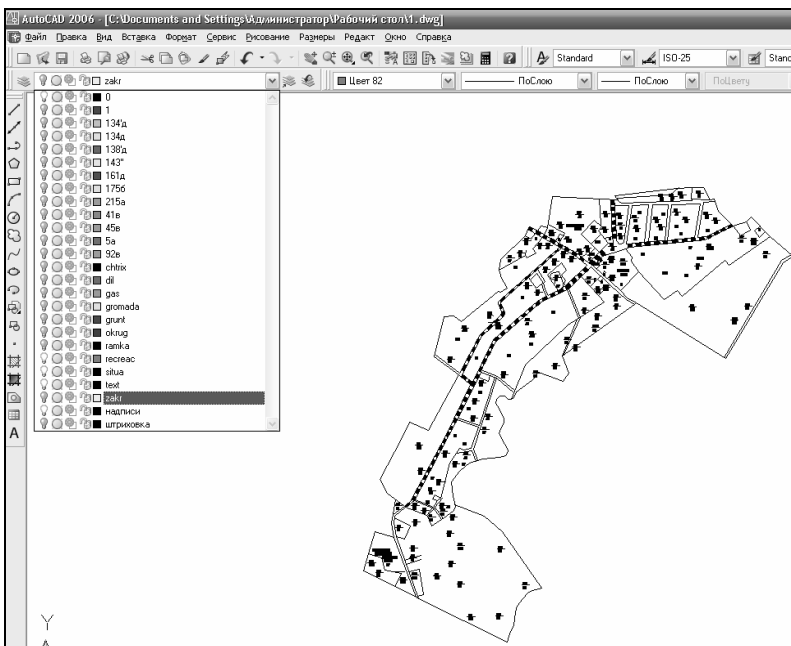 AutoCAD 2006 - [C:\Documents and Settings\Администратор\Рабочий стол\1.dwg]
Файл Правка Вид Вставка Формат Сервис Рисование Размеры Редакт Окно Справка
Standard ISO-25 Stanc
zakr Цвет 82 ПоСлою ПоСлою ПоЦвету
0
1
134'д
134д
138'д
143"
161д
175б
215а
41в
45в
5а
92в
chtrix
dil
gas
gromada
grunt
okrug
ramka
recreac
situa
text
zakr
надписи
штриховка
A
Y